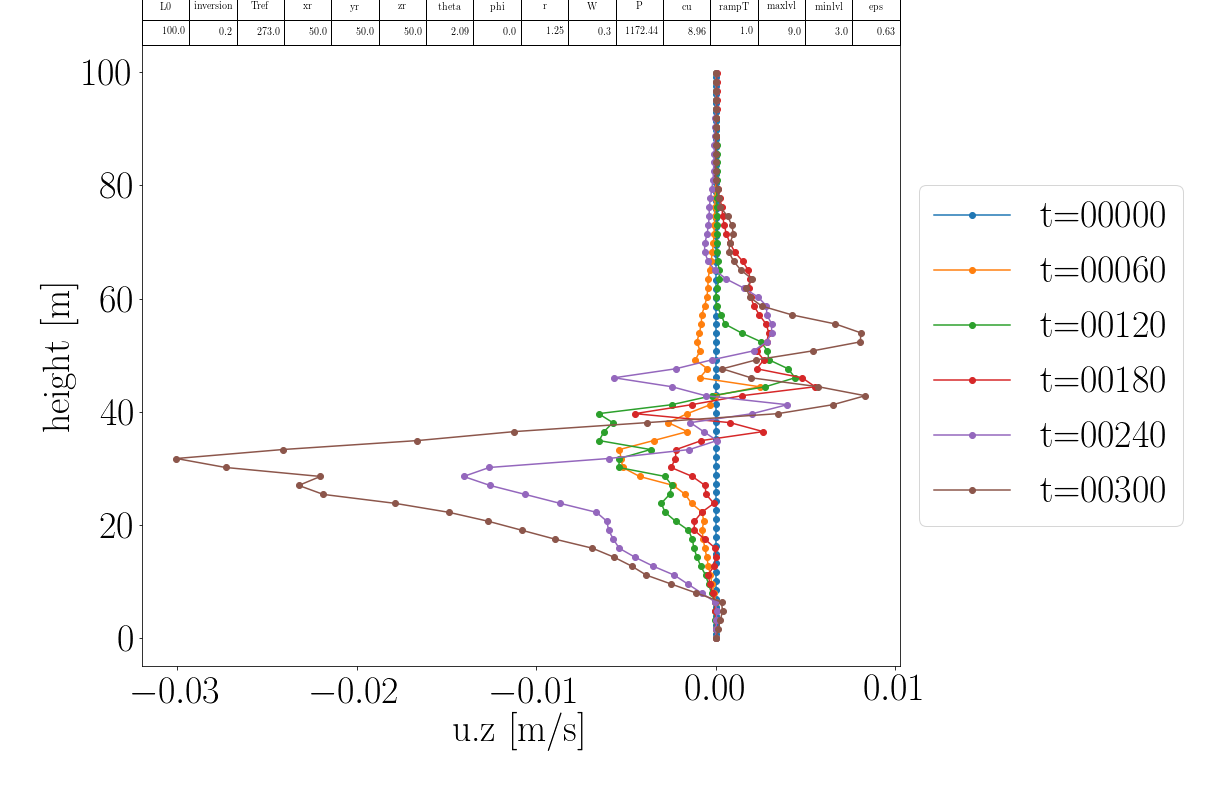 L0 inversion Tref xr yr zr theta phi r W P cu rampT maxlvl minlvl eps
100.0 0.2 273.0 50.0 50.0 50.0 2.09 0.0 1.25 0.3 1172.44 8.96 1.0 9.0 3.0 0.63
100
80
60
40
20
0
height [m]
−0.03 −0.02 −0.01 0.00 0.01
u.z [m/s]
t=00000
t=00060
t=00120
t=00180
t=00240
t=00300